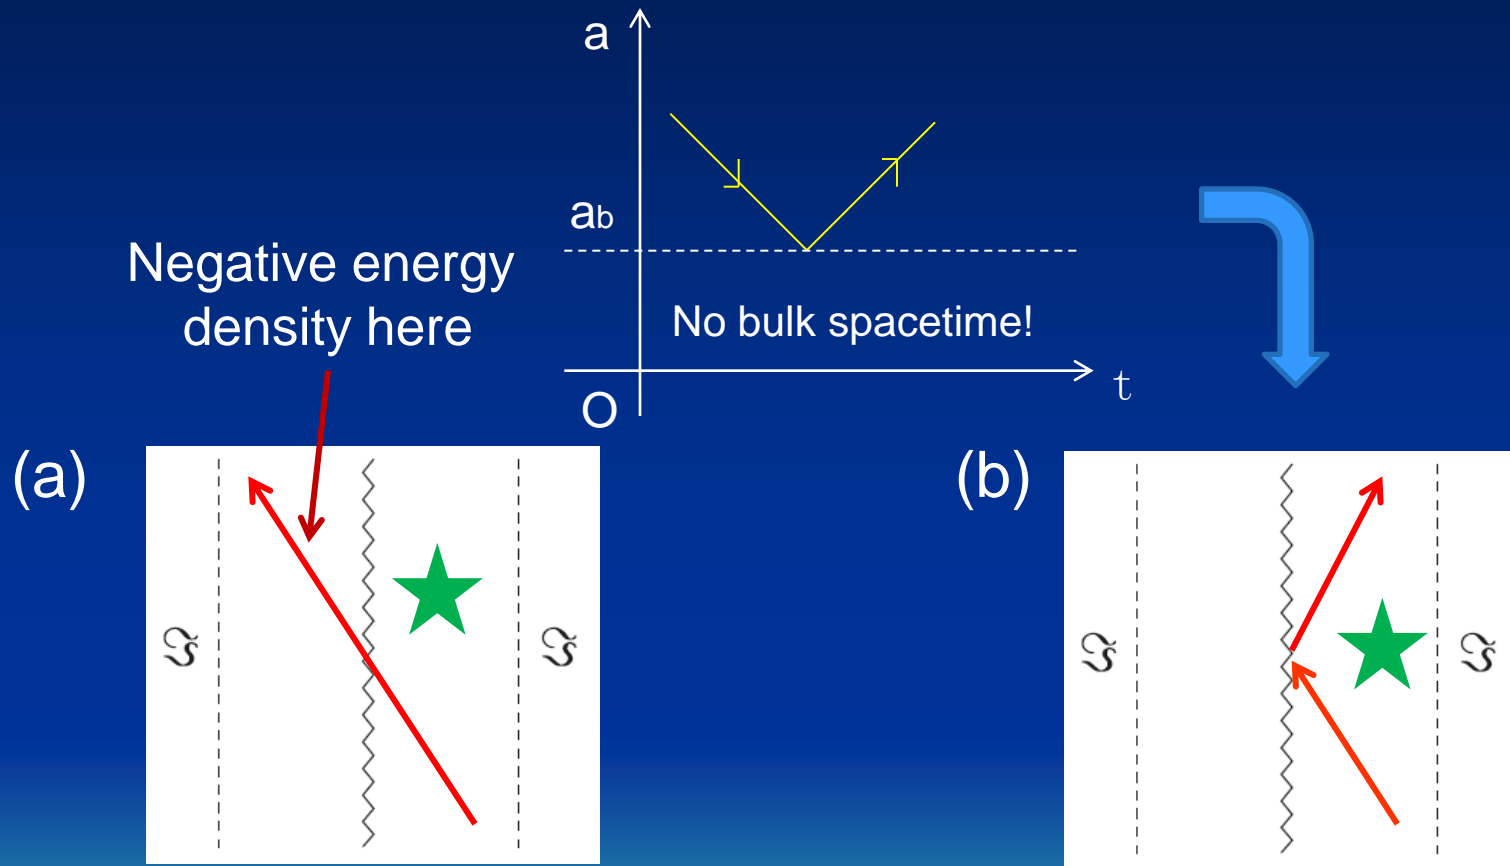 a
ab
Negative energy
density here
No bulk spacetime!
t
O
(a)
(b)
ℑ
ℑ
ℑ
ℑ